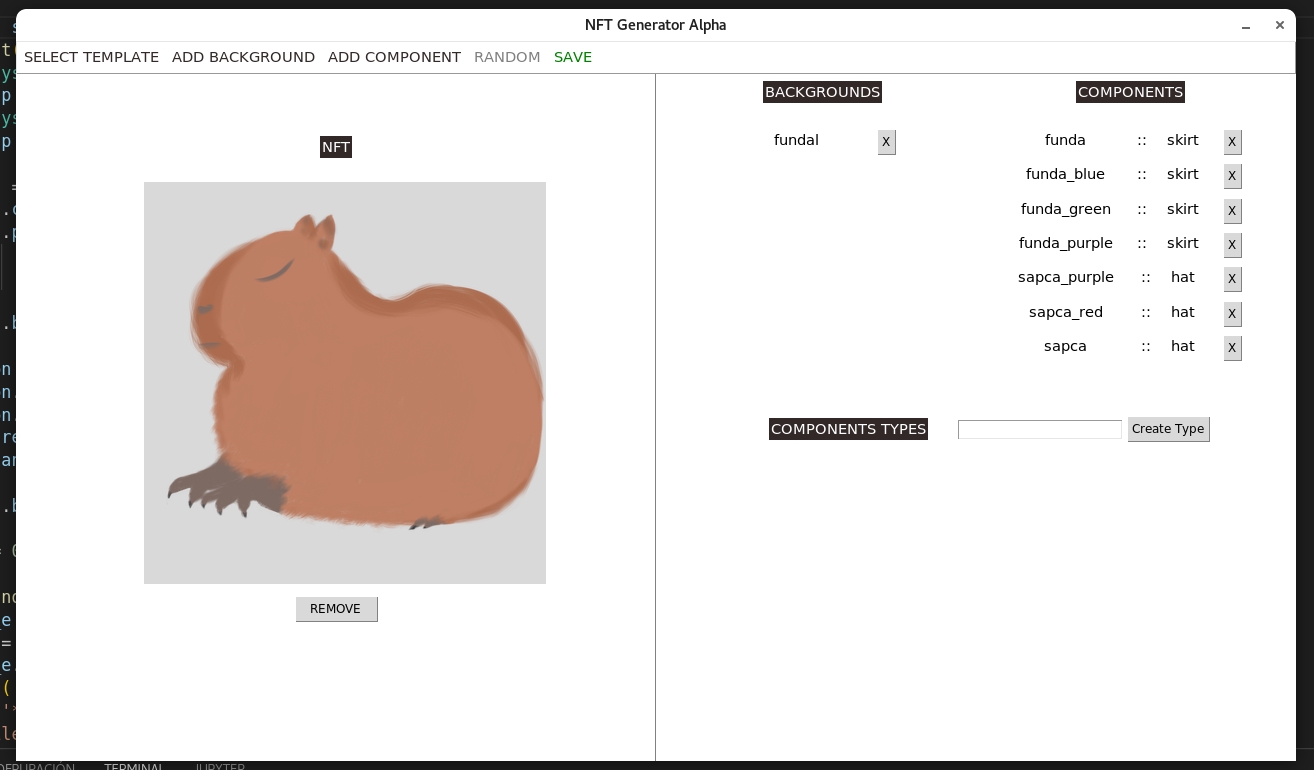 NFT Generator Alpha
SELECT TEMPLATE ADD BACKGROUND ADD COMPONENT RANDOM SAVE
NFT
REMOVE
BACKGROUNDS
fundal X
COMPONENTS
funda :: skirt X
funda_blue :: skirt X
funda_green :: skirt X
funda_purple :: skirt X
sapca_purple :: hat X
sapca_red :: hat X
sapca :: hat X
COMPONENTS TYPES Create Type
TERMINAL JUPYTER